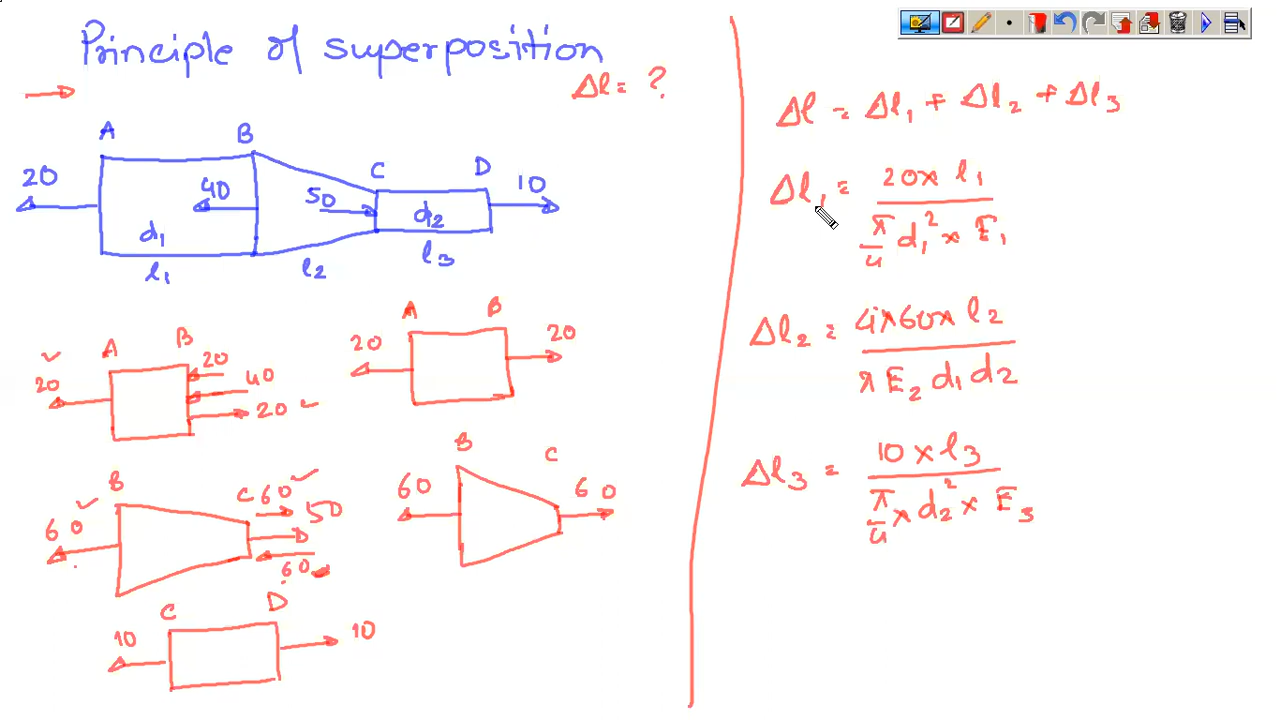 Principle of superposition
Δl = ?
A B C D
20 40 50 10
d₁ d₂
l₁ l₂ l₃
A B
20 20
40
20
A B
20 20
B C
60 60
50
60
B C
60 60
C D
10 10
Δl = Δl₁ + Δl₂ + Δl₃
Δl₁ = 20 × l₁ / π/4 d₁² × E₁
Δl₂ = 4×60× l₂ / π E₂ d₁ d₂
Δl₃ = 10 × l₃ / π/4 × d₂² × E₃